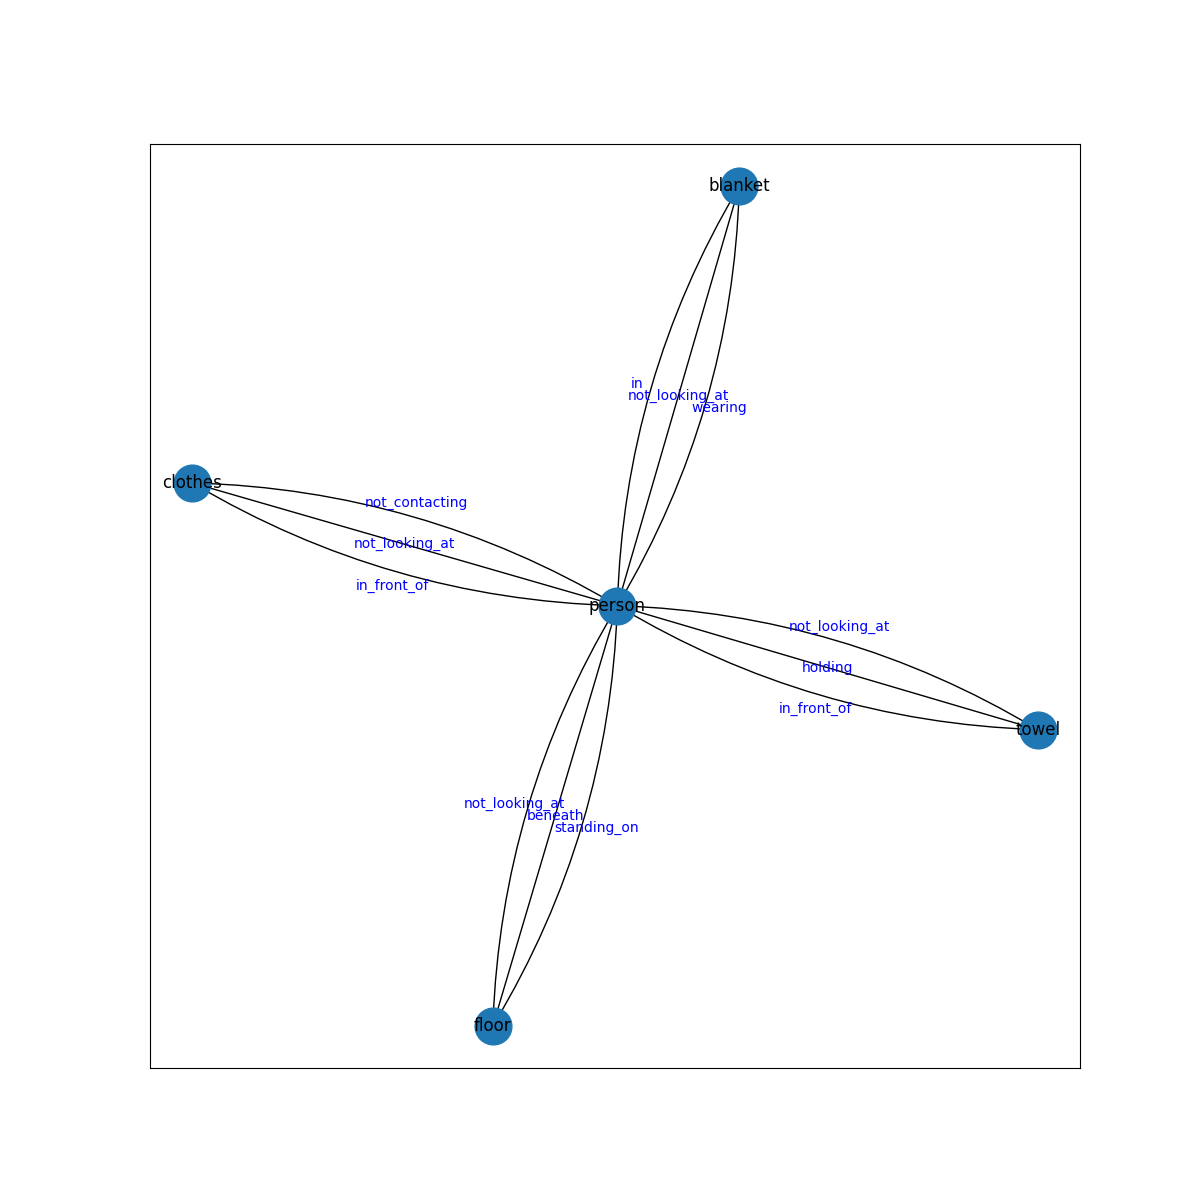 blanket
in
not_looking_at
wearing
clothes
not_contacting
not_looking_at
in_front_of
person
not_looking_at
holding
in_front_of
towel
not_looking_at
beneath
standing_on
floor